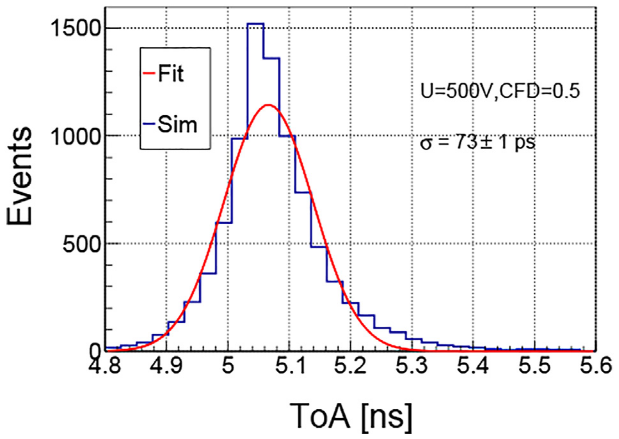 1500
1000
500
0
Events
Fit
Sim
U=500V,CFD=0.5
σ = 73± 1 ps
4.8 4.9 5 5.1 5.2 5.3 5.4 5.5 5.6
ToA [ns]